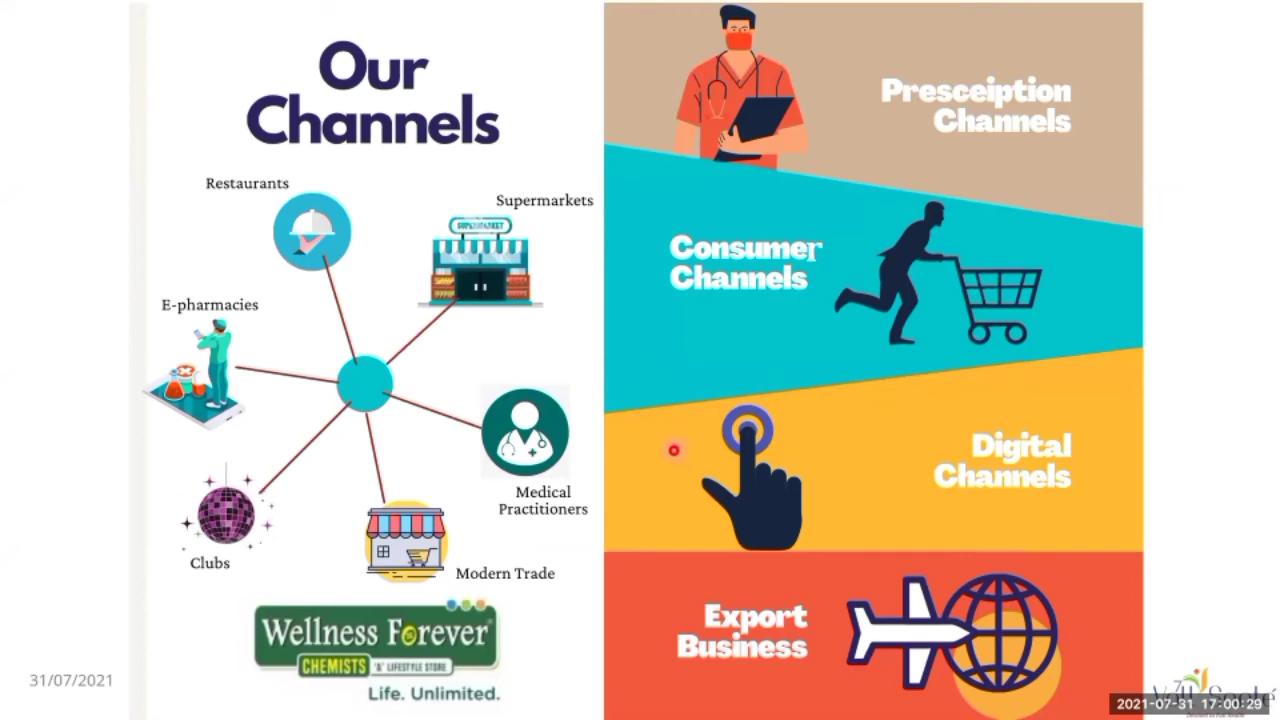 Our
Channels
Restaurants
Supermarkets
SUPERMARKET
E-pharmacies
Medical
Practitioners
Clubs
Modern Trade
Wellness Forever
CHEMISTS '&' LIFESTYLE STORE
Life. Unlimited.
31/07/2021
Presceiption
Channels
Consumer
Channels
Digital
Channels
Export
Business
2021-07-31 17:00:29